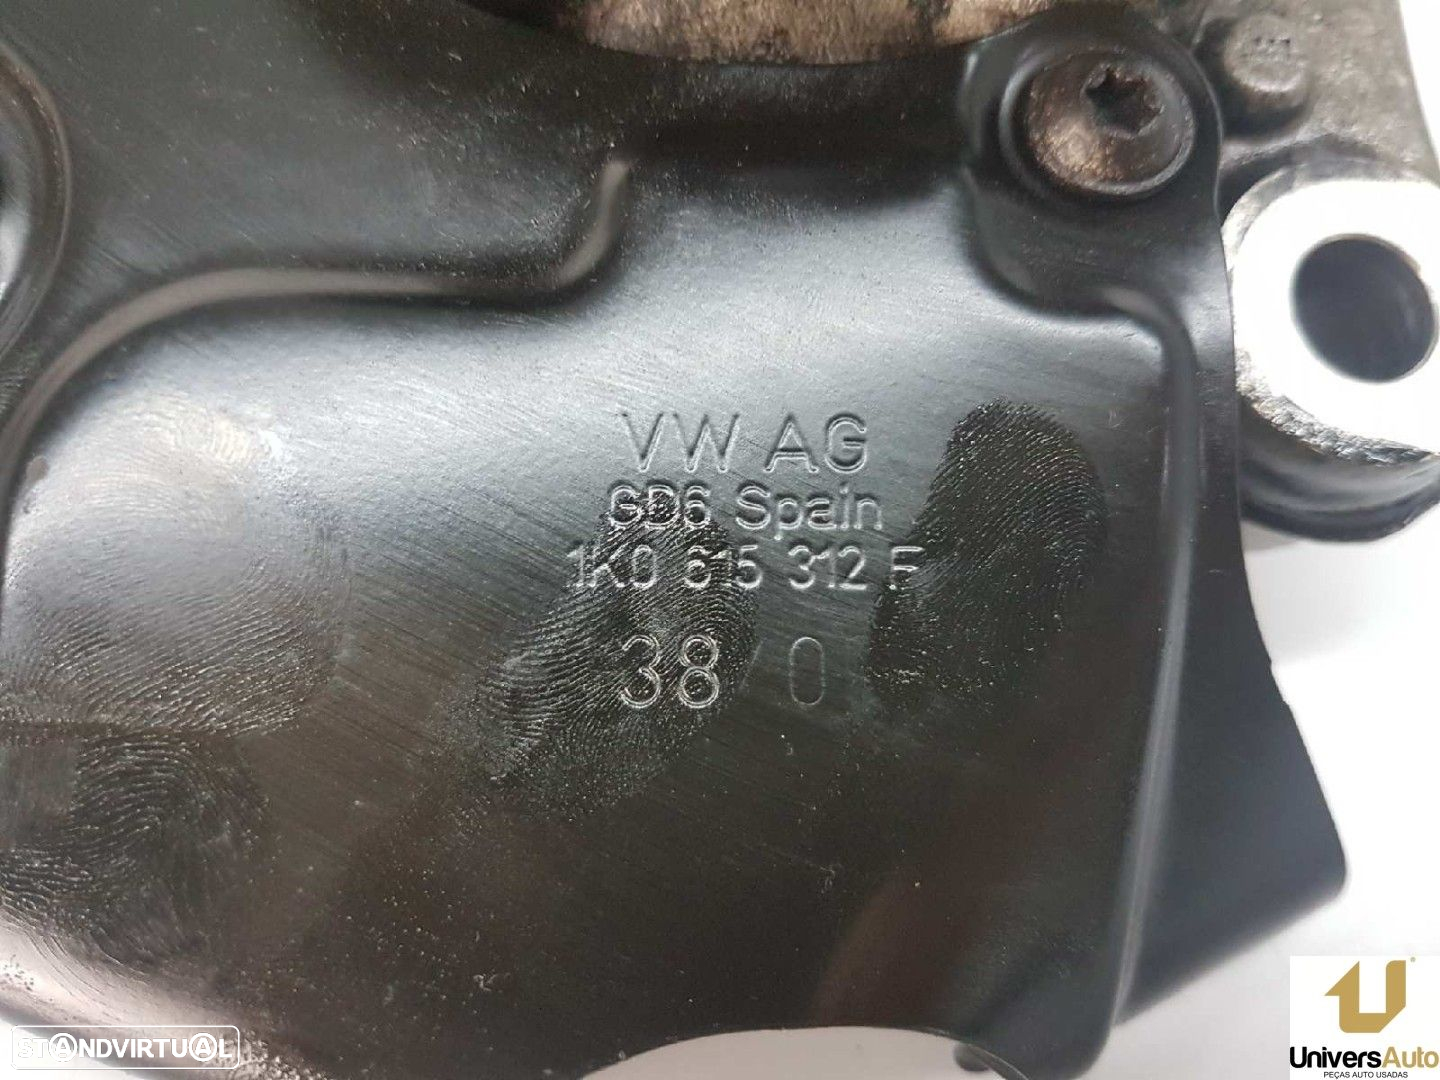 VW AG
GD6 Spain
1K0 615 312 F
38 0
STANDVIRTUAL
UniversAuto
PEÇAS AUTO USADAS